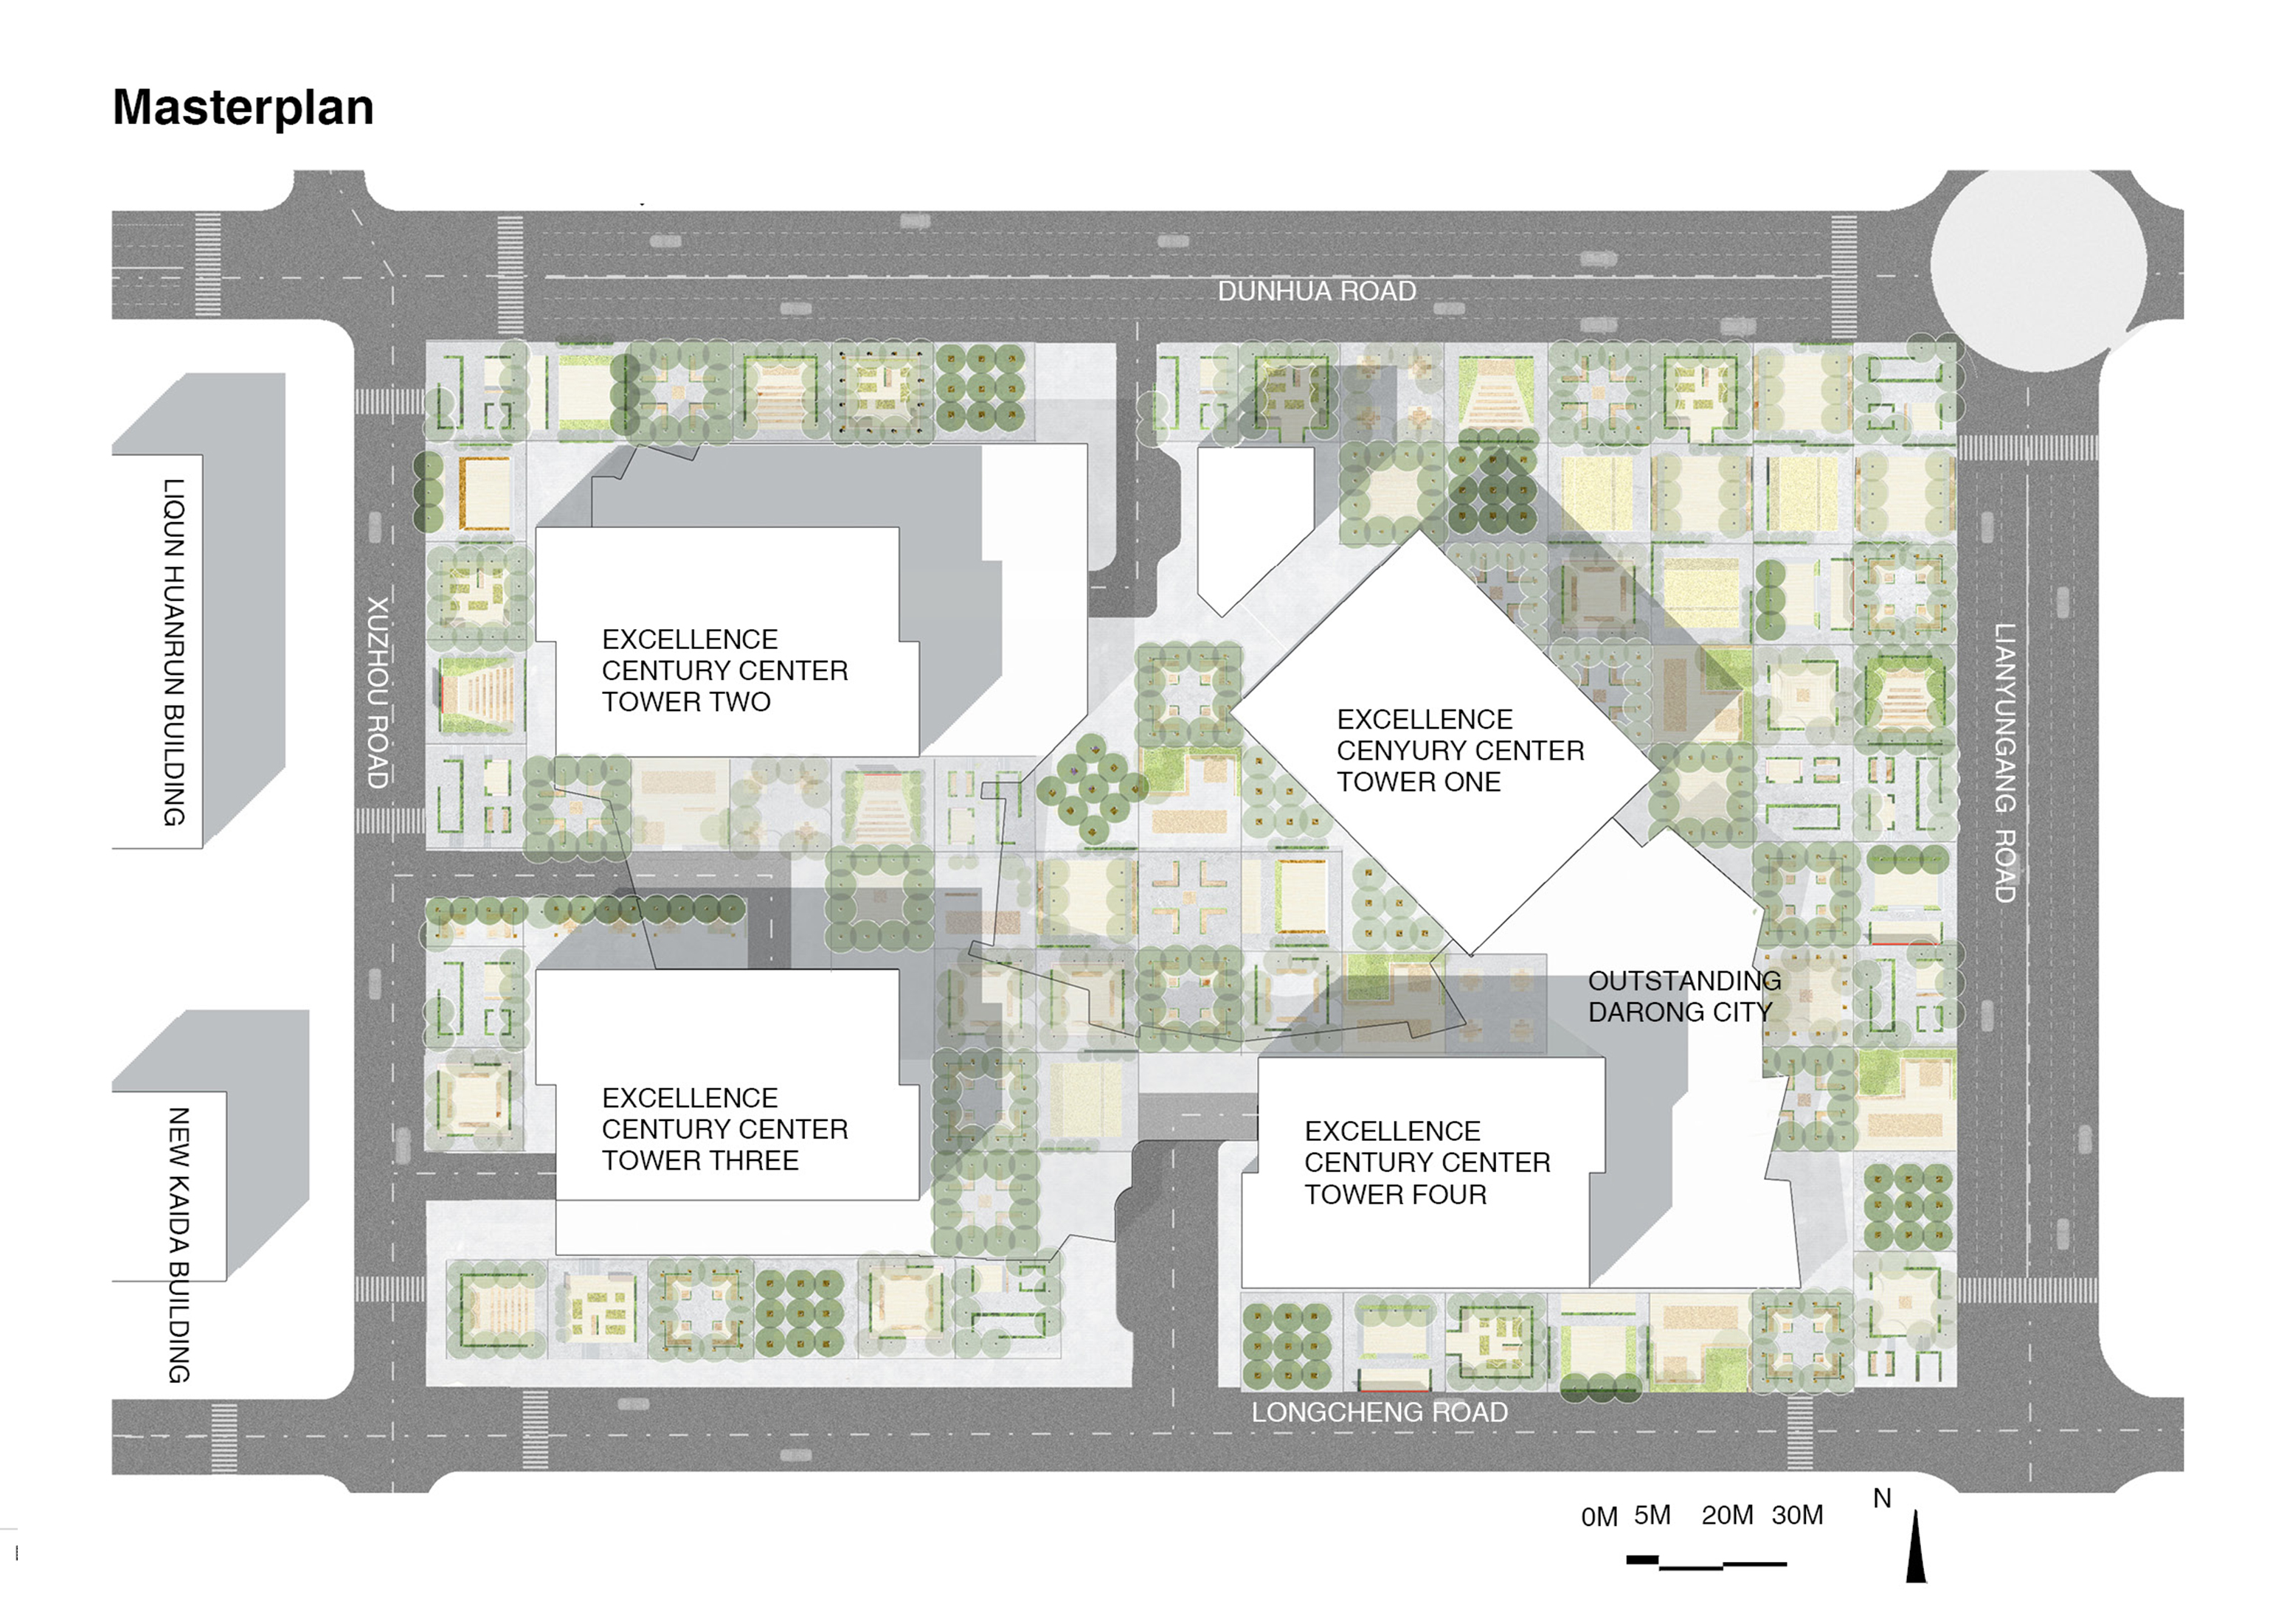 Masterplan
DUNHUA ROAD
LIQUN HUANRUN BUILDING
XUZHOU ROAD
EXCELLENCE
CENTURY CENTER
TOWER TWO
EXCELLENCE
CENYURY CENTER
TOWER ONE
LIANYUNGANG ROAD
OUTSTANDING
DARONG CITY
NEW KAIDA BUILDING
EXCELLENCE
CENTURY CENTER
TOWER THREE
EXCELLENCE
CENTURY CENTER
TOWER FOUR
LONGCHENG ROAD
0M 5M 20M 30M
N